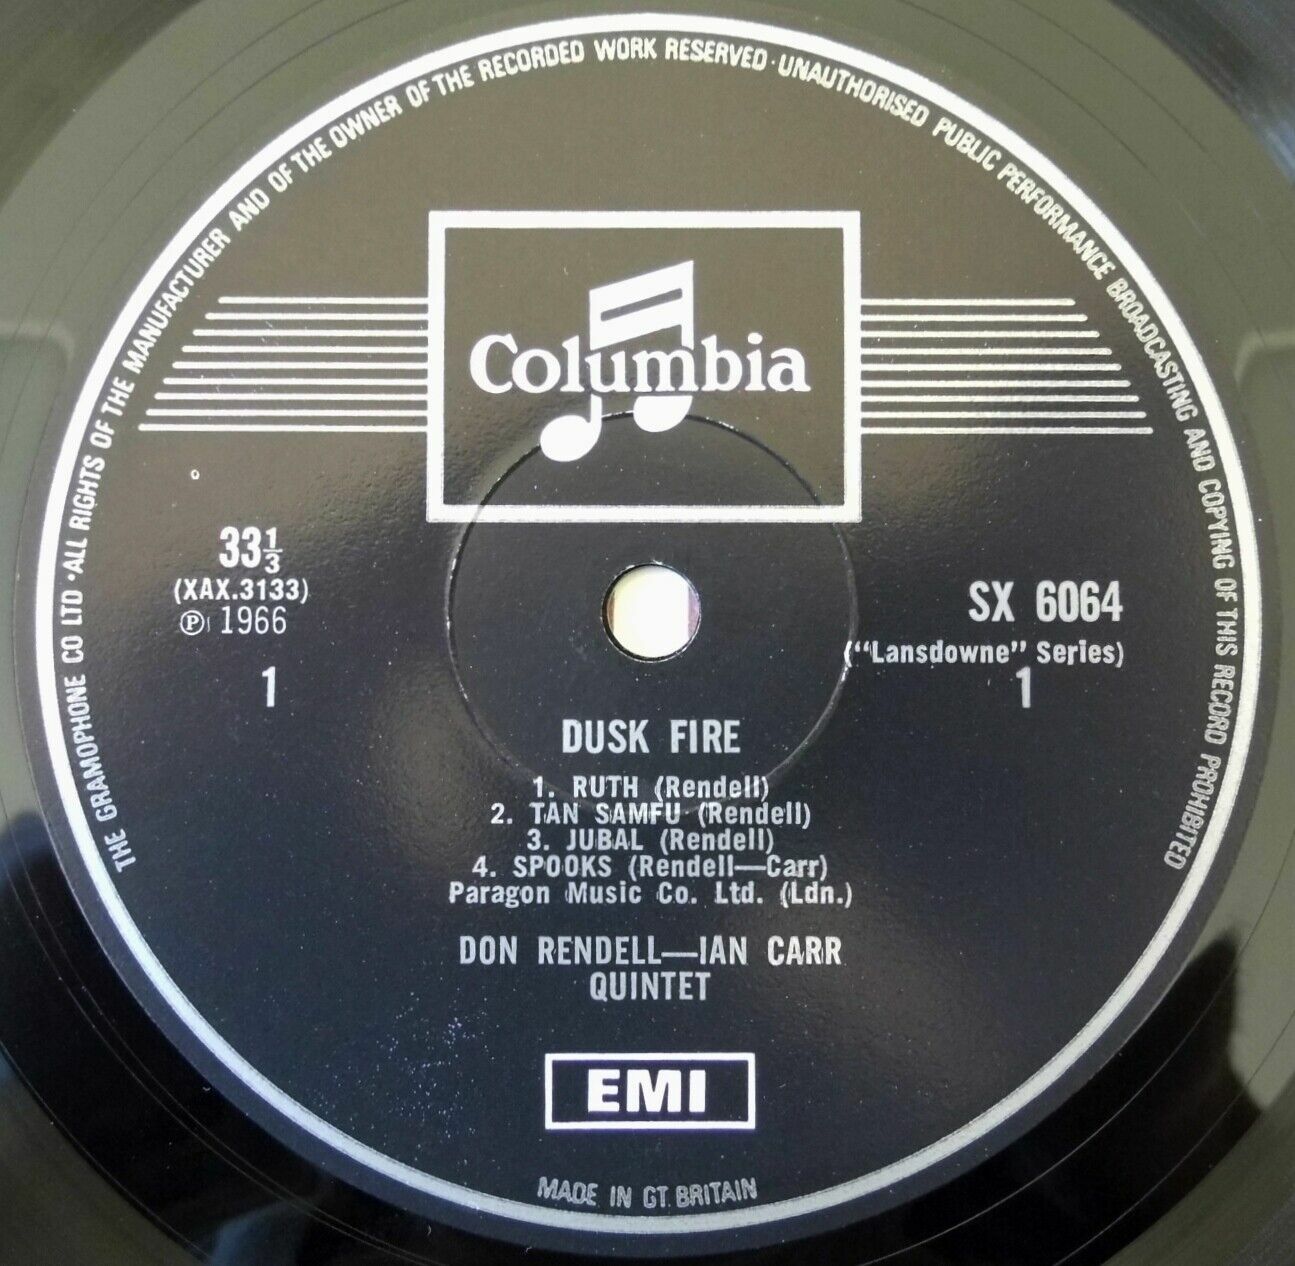 THE GRAMOPHONE CO LTD · ALL RIGHTS OF THE MANUFACTURER AND OF THE OWNER OF THE RECORDED WORK RESERVED · UNAUTHORISED PUBLIC PERFORMANCE BROADCASTING AND COPYING OF THIS RECORD PROHIBITED
Columbia
33⅓
(XAX.3133)
℗ 1966
1
SX 6064
("Lansdowne" Series)
1
DUSK FIRE
1. RUTH (Rendell)
2. TAN SAMFU (Rendell)
3. JUBAL (Rendell)
4. SPOOKS (Rendell—Carr)
Paragon Music Co. Ltd. (Ldn.)
DON RENDELL—IAN CARR
QUINTET
EMI
MADE IN GT. BRITAIN